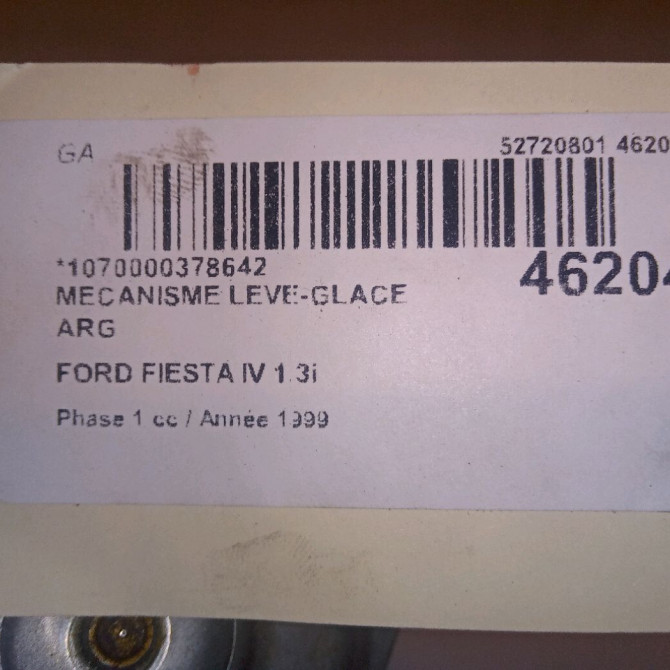 GA
52720801 4620
*1070000378642
46204
MECANISME LEVE-GLACE
ARG
FORD FIESTA IV 1.3i
Phase 1 cc / Année 1999